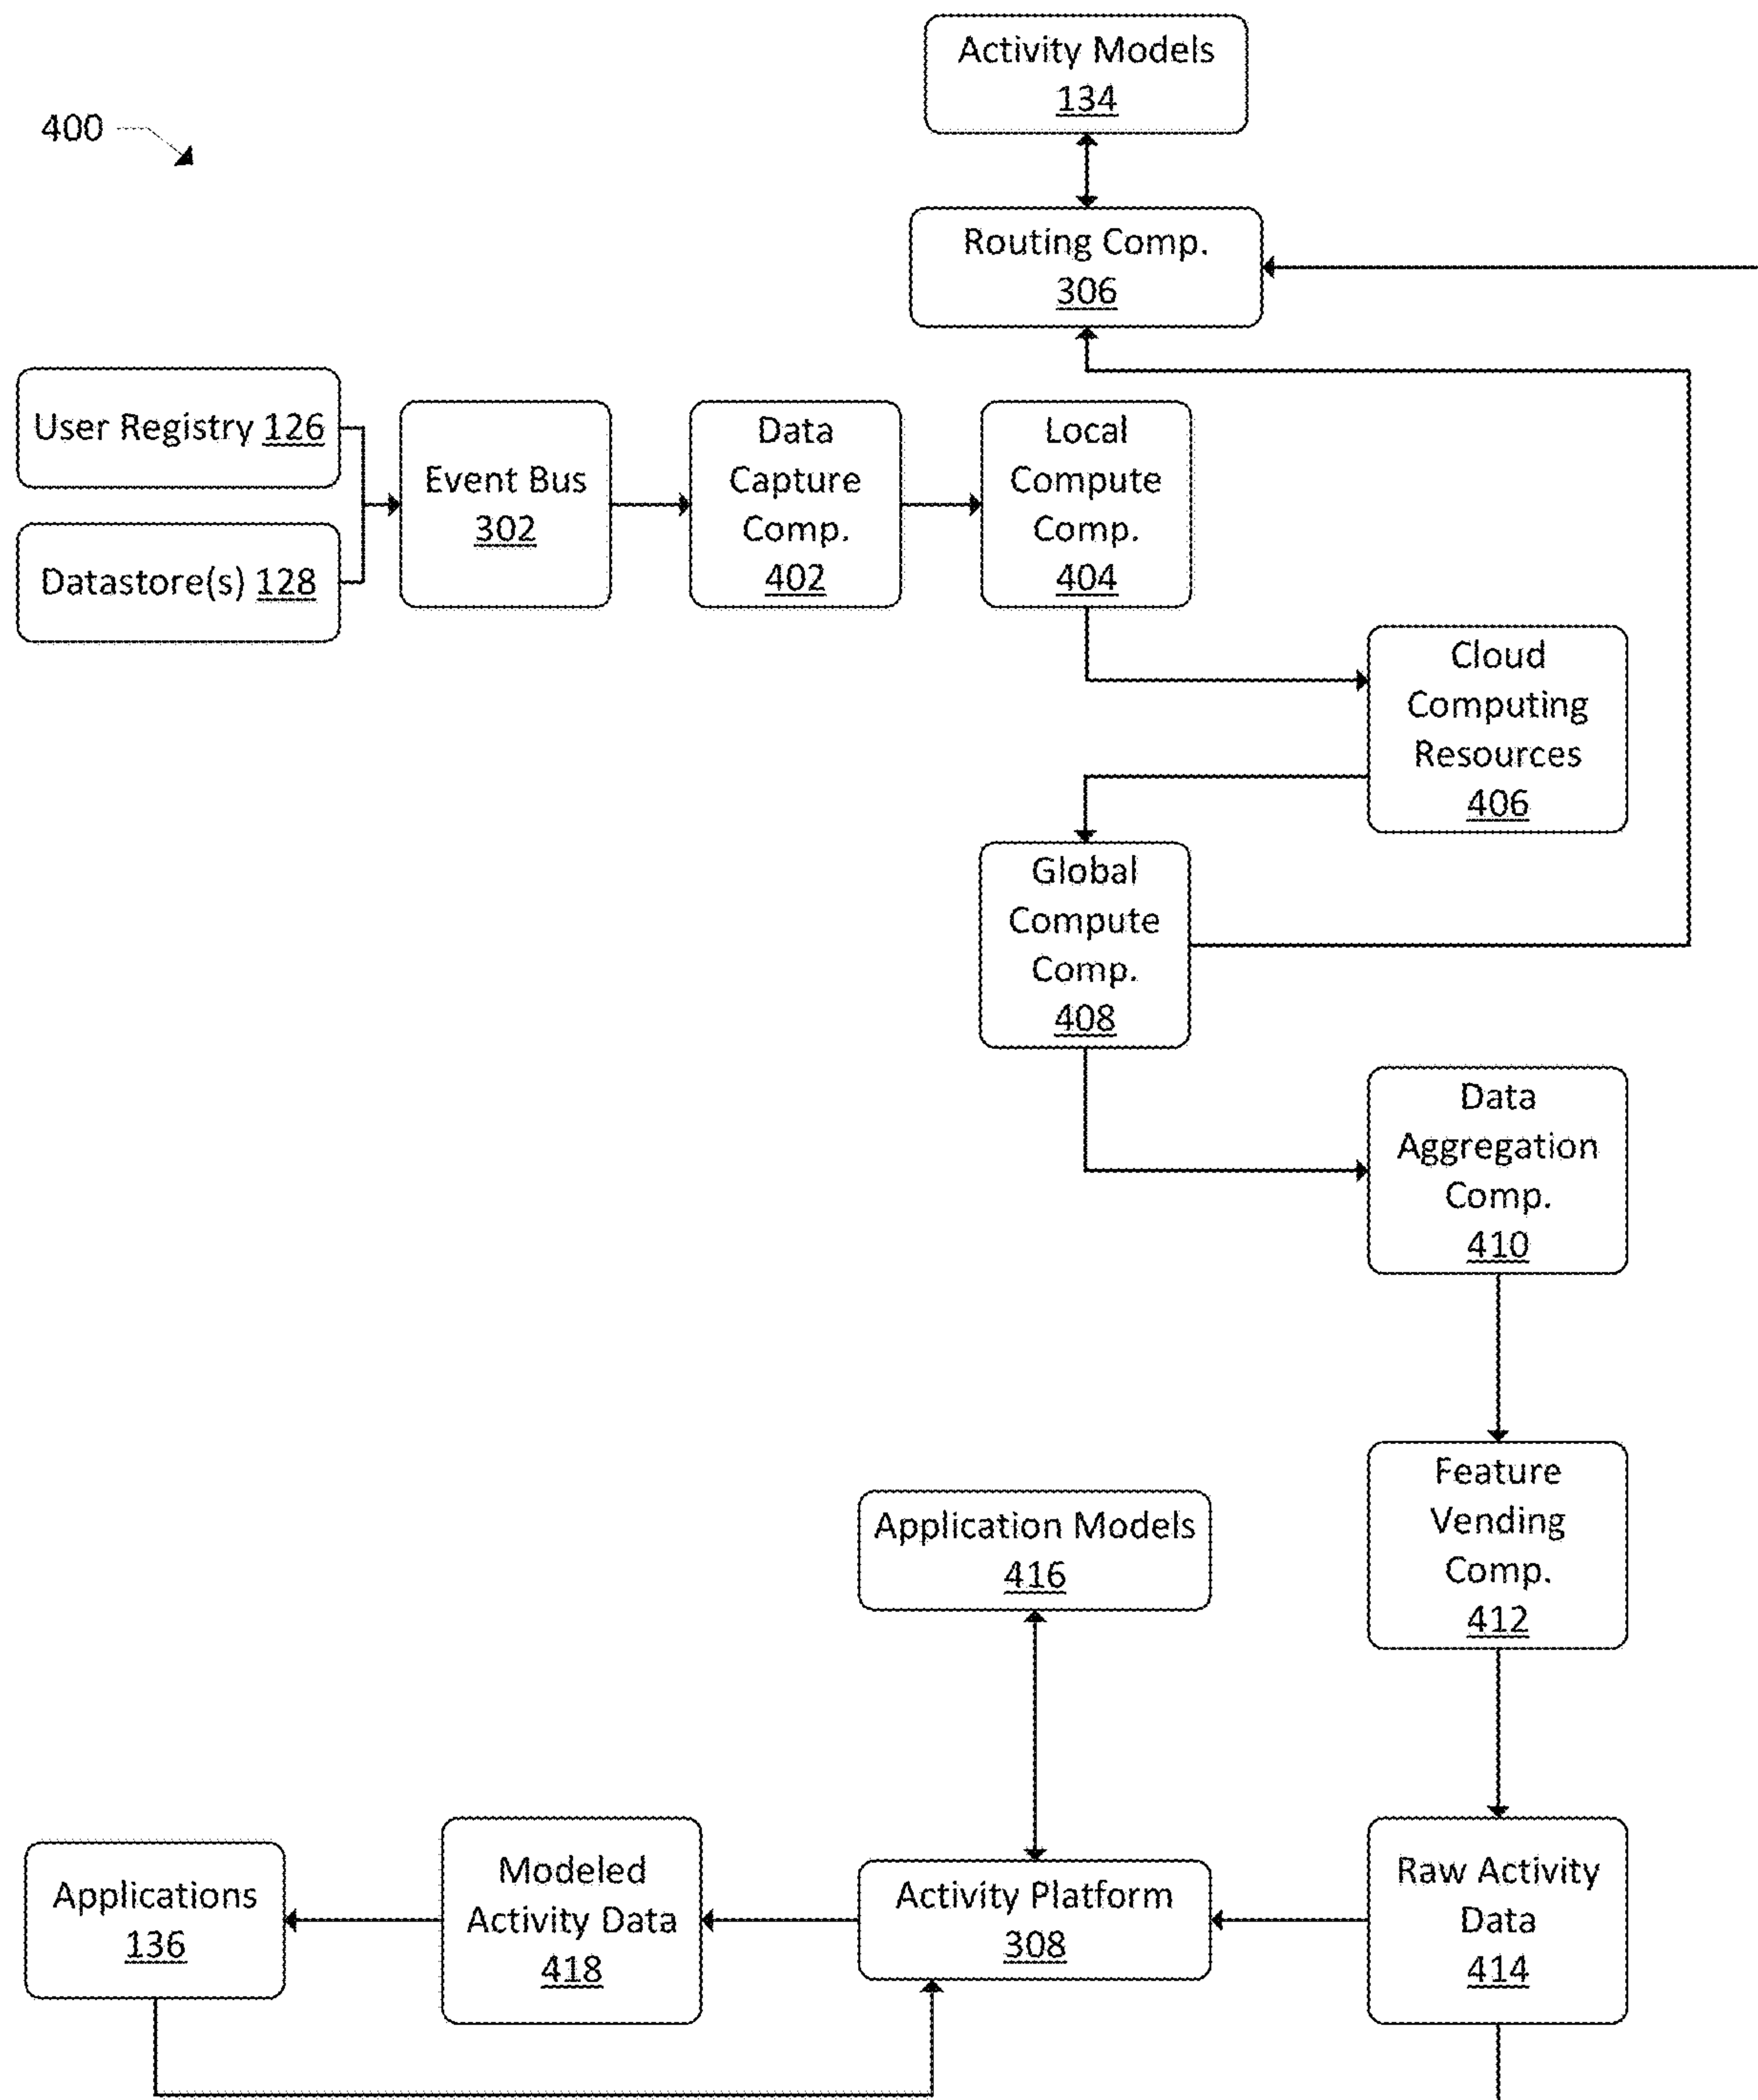 Activity Models
134
400
Routing Comp.
306
User Registry 126
Datastore(s) 128
Event Bus
302
Data
Capture
Comp.
402
Local
Compute
Comp.
404
Cloud
Computing
Resources
406
Global
Compute
Comp.
408
Data
Aggregation
Comp.
410
Feature
Vending
Comp.
412
Application Models
416
Applications
136
Modeled
Activity Data
418
Activity Platform
308
Raw Activity
Data
414